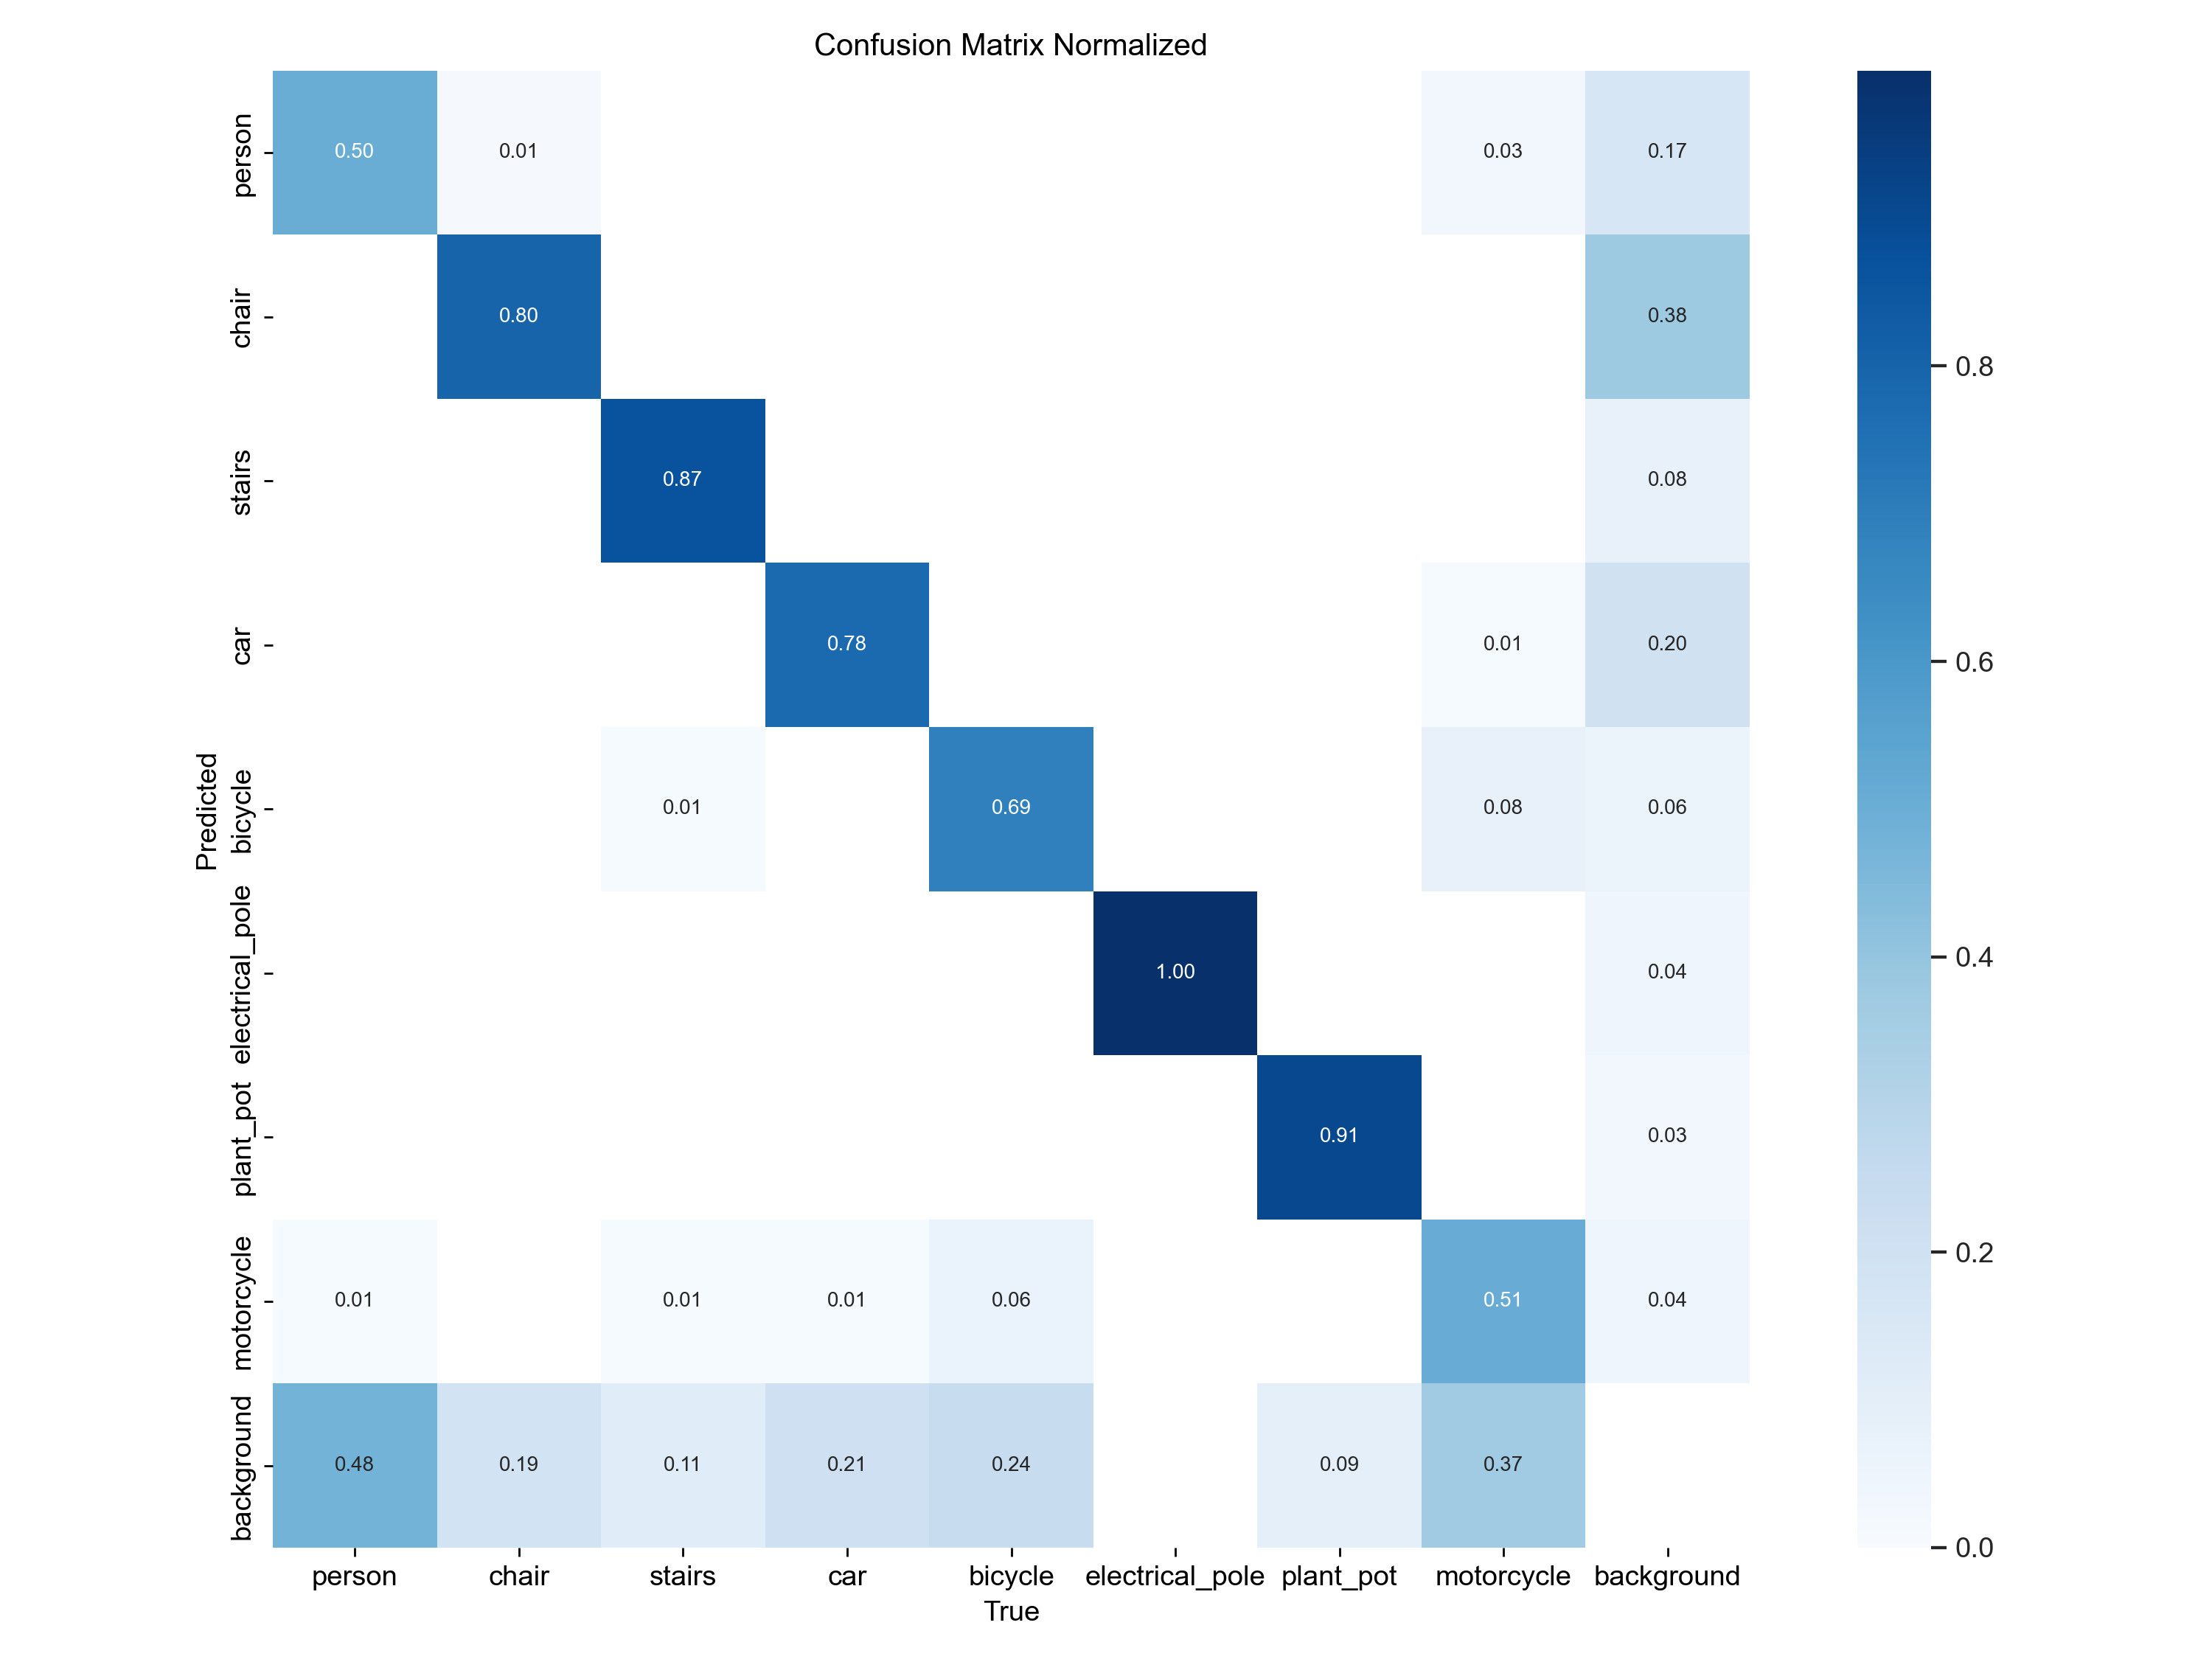 Confusion Matrix Normalized
person
0.50
0.01
0.03
0.17
chair
0.80
0.38
stairs
0.87
0.08
0.8
car
0.78
0.01
0.20
0.6
Predicted
bicycle
0.01
0.69
0.08
0.06
electrical_pole
1.00
0.04
0.4
plant_pot
0.91
0.03
motorcycle
0.01
0.01
0.01
0.06
0.51
0.04
0.2
background
0.48
0.19
0.11
0.21
0.24
0.09
0.37
0.0
person
chair
stairs
car
bicycle
electrical_pole
plant_pot
motorcycle
background
True